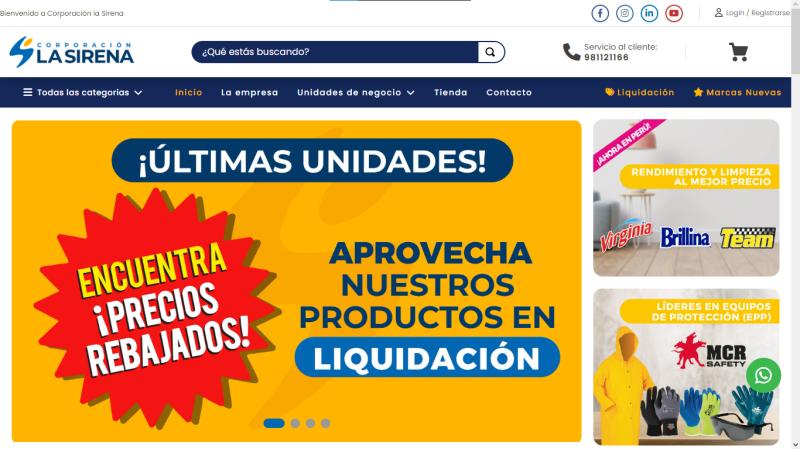 Bienvenido a Corporación la Sirena
Login / Registrarse
CORPORACIÓN
LA SIRENA
¿Qué estás buscando?
Servicio al cliente:
981121166
Todas las categorias
Inicio
La empresa
Unidades de negocio
Tienda
Contacto
Liquidación
Marcas Nuevas
¡ÚLTIMAS UNIDADES!
ENCUENTRA
¡PRECIOS
REBAJADOS!
APROVECHA
NUESTROS
PRODUCTOS EN
LIQUIDACIÓN
¡AHORA EN PERÚ!
RENDIMIENTO Y LIMPIEZA
AL MEJOR PRECIO
Virginia
Brillina
Team
LÍDERES EN EQUIPOS
DE PROTECCIÓN (EPP)
MCR
SAFETY